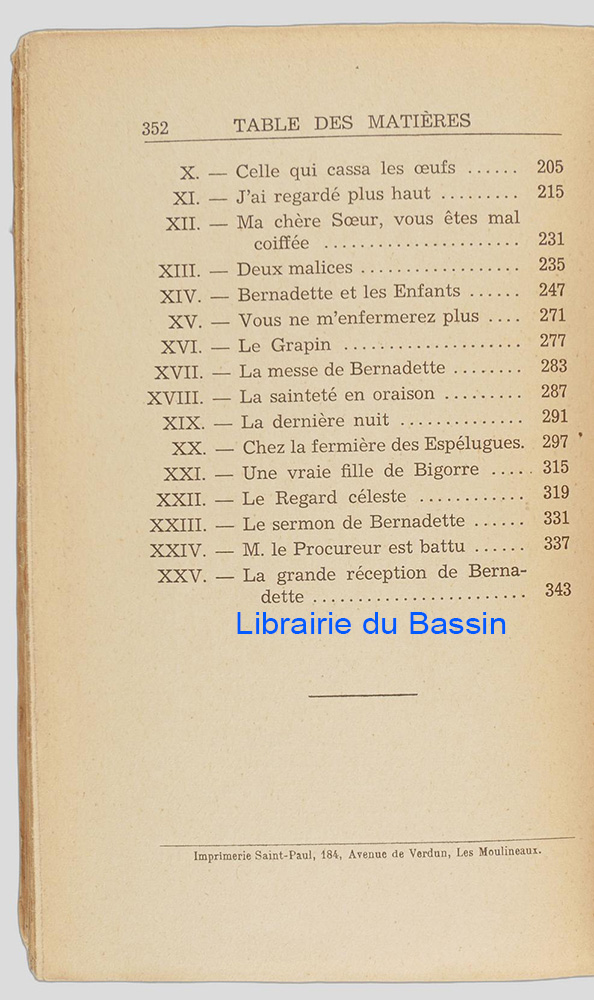 352 TABLE DES MATIÈRES
X. — Celle qui cassa les œufs ...... 205
XI. — J'ai regardé plus haut ......... 215
XII. — Ma chère Sœur, vous êtes mal
coiffée ...................... 231
XIII. — Deux malices .................. 235
XIV. — Bernadette et les Enfants ...... 247
XV. — Vous ne m'enfermerez plus .... 271
XVI. — Le Grapin .................... 277
XVII. — La messe de Bernadette ........ 283
XVIII. — La sainteté en oraison ......... 287
XIX. — La dernière nuit .............. 291
XX. — Chez la fermière des Espélugues. 297
XXI. — Une vraie fille de Bigorre ..... 315
XXII. — Le Regard céleste ............ 319
XXIII. — Le sermon de Bernadette ...... 331
XXIV. — M. le Procureur est battu ...... 337
XXV. — La grande réception de Berna-
dette ........................ 343
Librairie du Bassin
Imprimerie Saint-Paul, 184, Avenue de Verdun, Les Moulineaux.